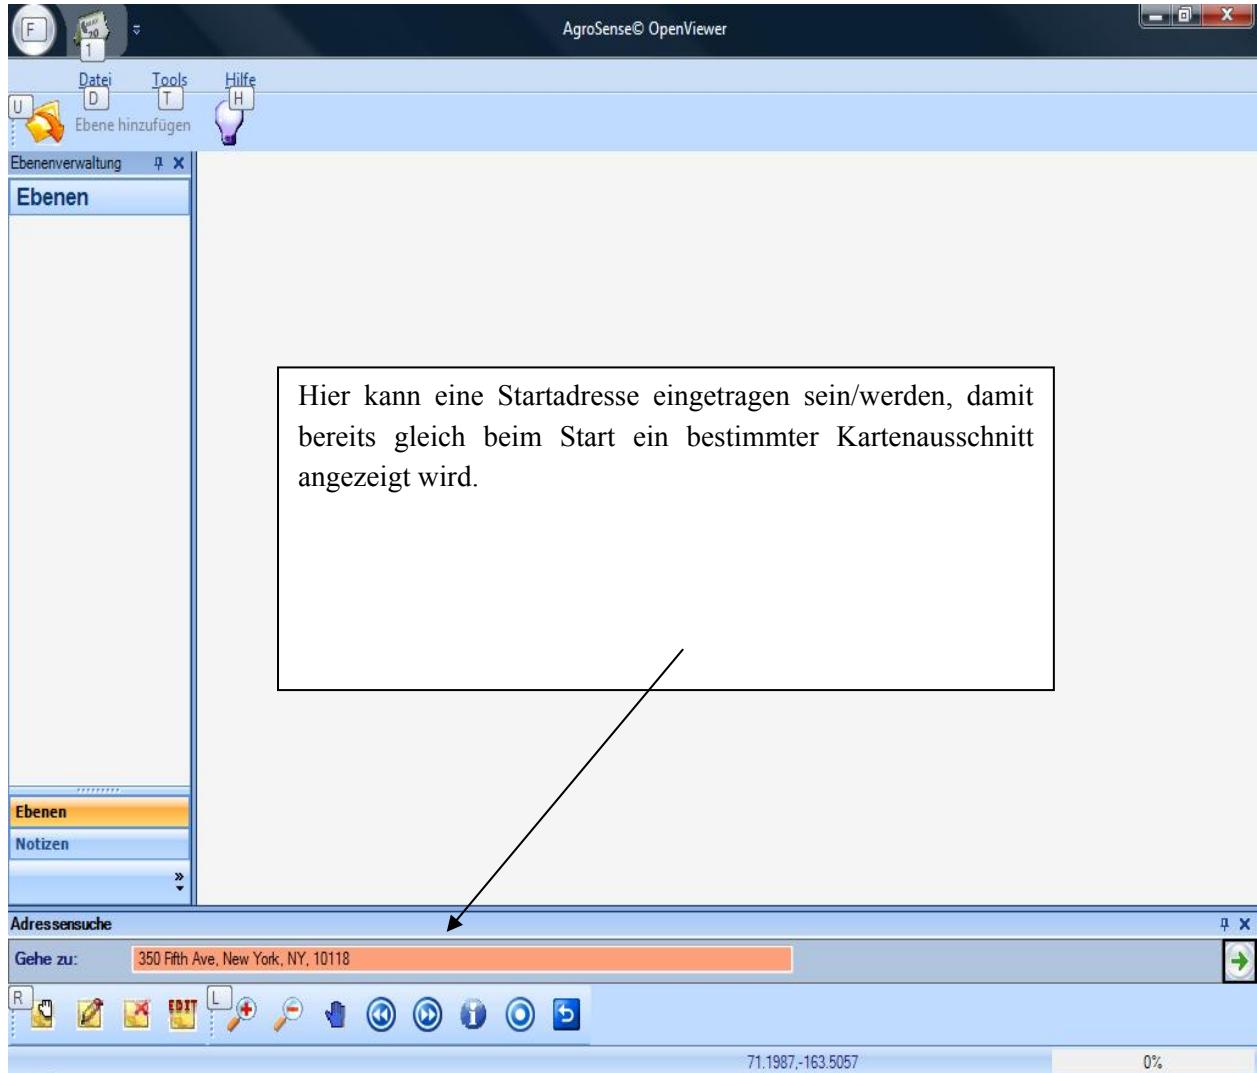 F
AgroSense© OpenViewer
1
Datei Tools Hilfe
D T H
U
Ebene hinzufügen
Ebenenverwaltung
Ebenen
Hier kann eine Startadresse eingetragen sein/werden, damit
bereits gleich beim Start ein bestimmter Kartenausschnitt
angezeigt wird.
Ebenen
Notizen
Adressensuche
Gehe zu: 350 Fifth Ave, New York, NY, 10118
R EDIT L
71.1987,-163.5057 0%